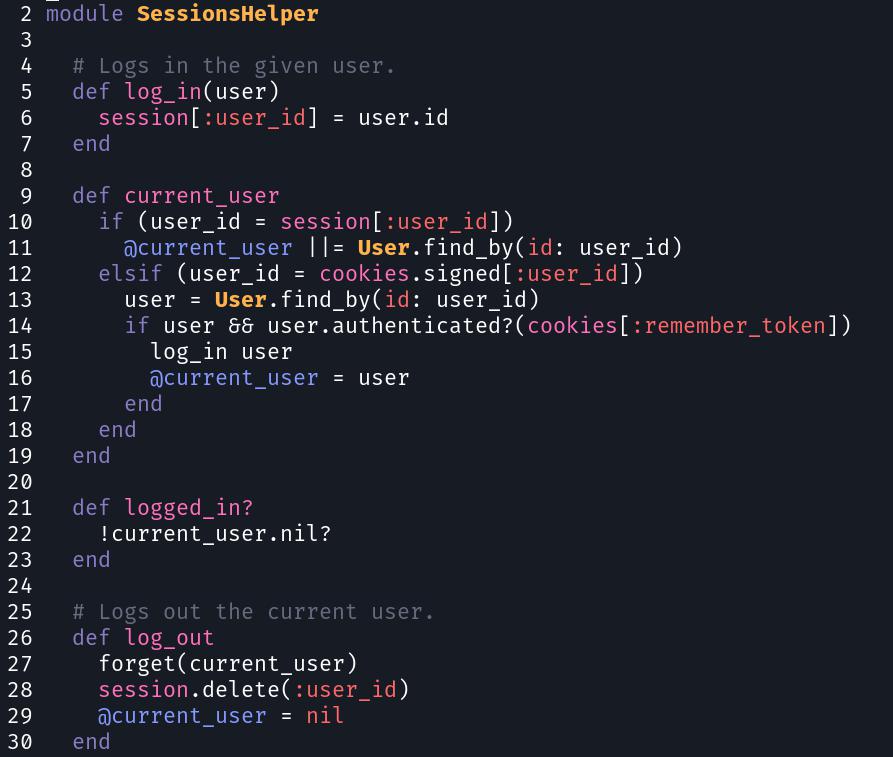 2 module SessionsHelper
3
4   # Logs in the given user.
5   def log_in(user)
6     session[:user_id] = user.id
7   end
8
9   def current_user
10     if (user_id = session[:user_id])
11       @current_user ||= User.find_by(id: user_id)
12     elsif (user_id = cookies.signed[:user_id])
13       user = User.find_by(id: user_id)
14       if user && user.authenticated?(cookies[:remember_token])
15         log_in user
16         @current_user = user
17       end
18     end
19   end
20
21   def logged_in?
22     !current_user.nil?
23   end
24
25   # Logs out the current user.
26   def log_out
27     forget(current_user)
28     session.delete(:user_id)
29     @current_user = nil
30   end